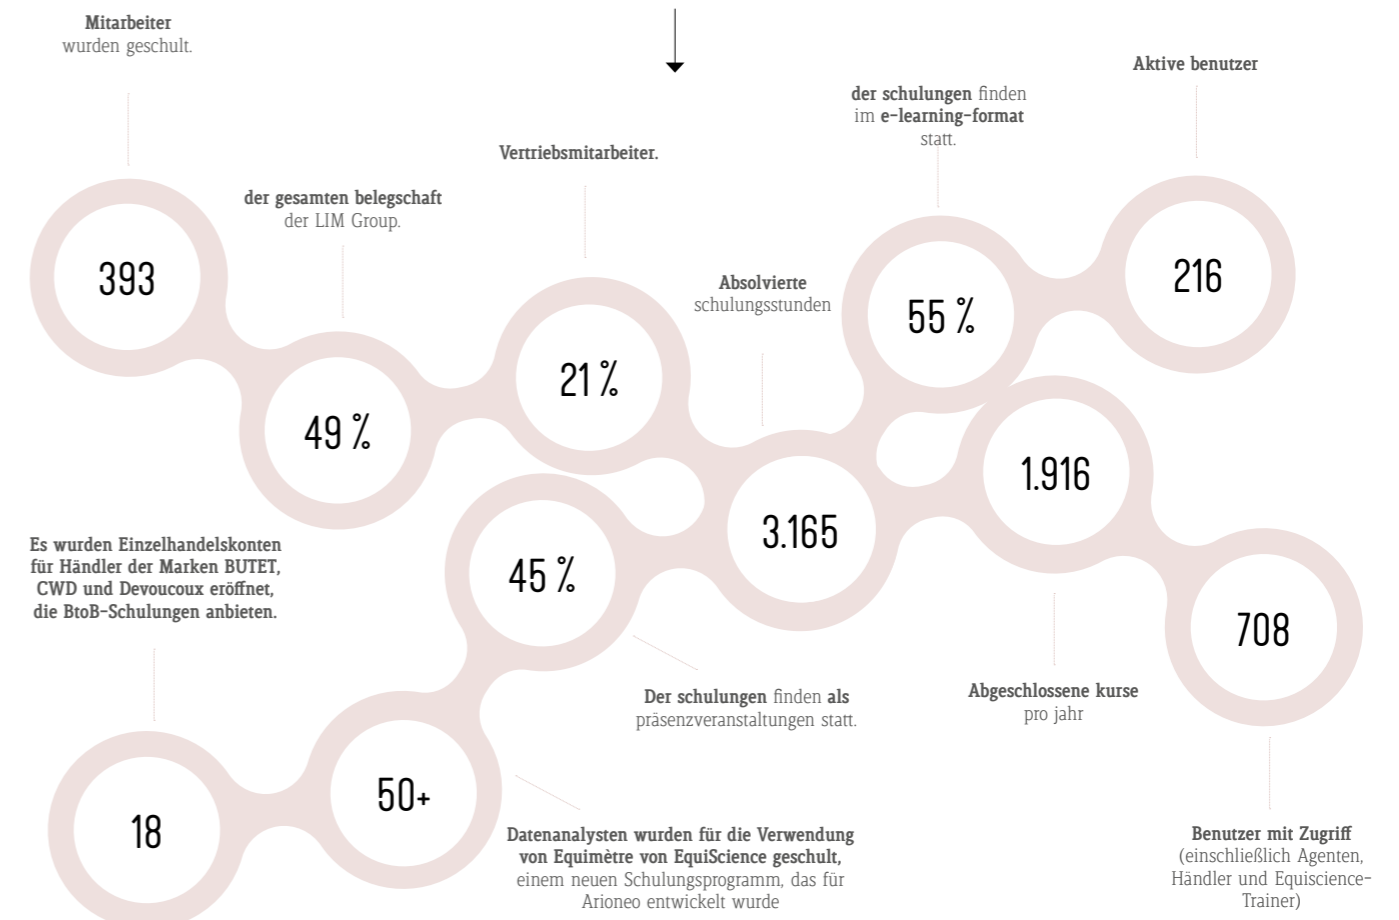 Mitarbeiter
wurden geschult.
393
der gesamten belegschaft
der LIM Group.
49 %
Vertriebsmitarbeiter.
21 %
Absolvierte
schulungsstunden
3.165
der schulungen finden
im e-learning-format
statt.
55 %
Aktive benutzer
216
1.916
Abgeschlossene kurse
pro jahr
708
Benutzer mit Zugriff
(einschließlich Agenten,
Händler und Equiscience-
Trainer)
45 %
Der schulungen finden als
präsenzveranstaltungen statt.
50+
Datenanalysten wurden für die Verwendung
von Equimètre von EquiScience geschult,
einem neuen Schulungsprogramm, das für
Arioneo entwickelt wurde
Es wurden Einzelhandelskonten
für Händler der Marken BUTET,
CWD und Devoucoux eröffnet,
die BtoB-Schulungen anbieten.
18